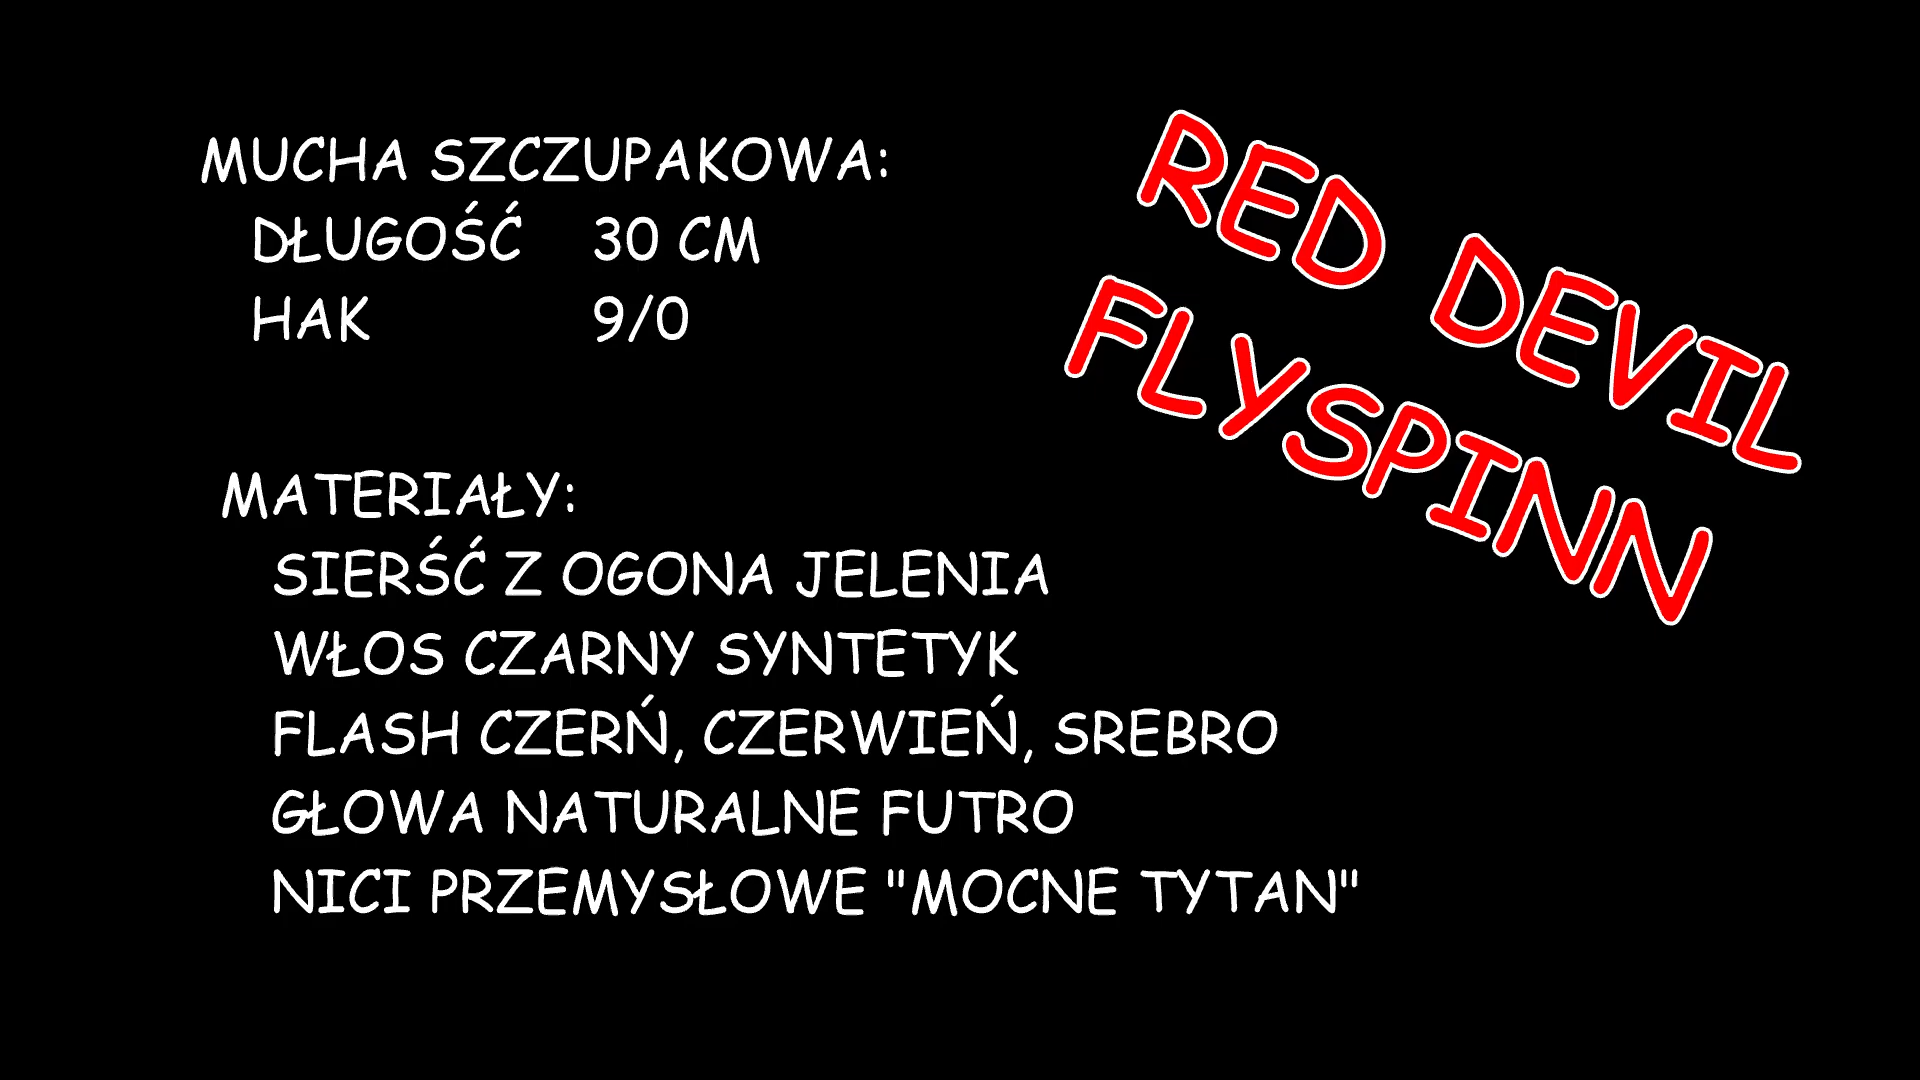 MUCHA SZCZUPAKOWA:
DŁUGOŚĆ 30 CM
HAK 9/0
RED DEVIL
FLYSPINN
MATERIAŁY:
SIERŚĆ Z OGONA JELENIA
WŁOS CZARNY SYNTETYK
FLASH CZERŃ, CZERWIEŃ, SREBRO
GŁOWA NATURALNE FUTRO
NICI PRZEMYSŁOWE "MOCNE TYTAN"